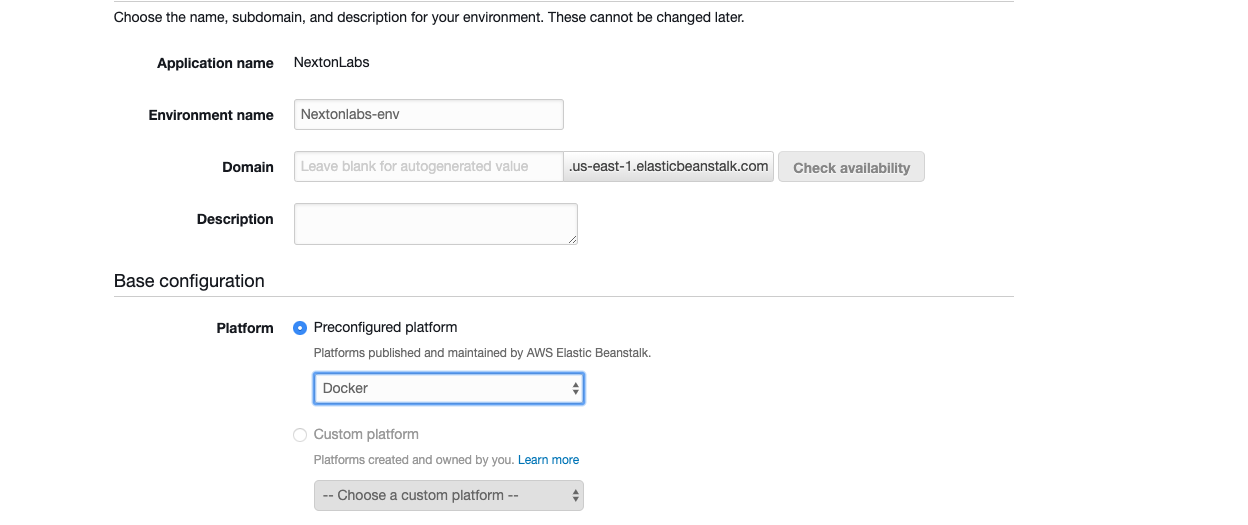 Choose the name, subdomain, and description for your environment. These cannot be changed later.
Application name NextonLabs
Environment name Nextonlabs-env
Domain Leave blank for autogenerated value .us-east-1.elasticbeanstalk.com Check availability
Description
Base configuration
Platform Preconfigured platform
Platforms published and maintained by AWS Elastic Beanstalk.
Docker
Custom platform
Platforms created and owned by you. Learn more
-- Choose a custom platform --